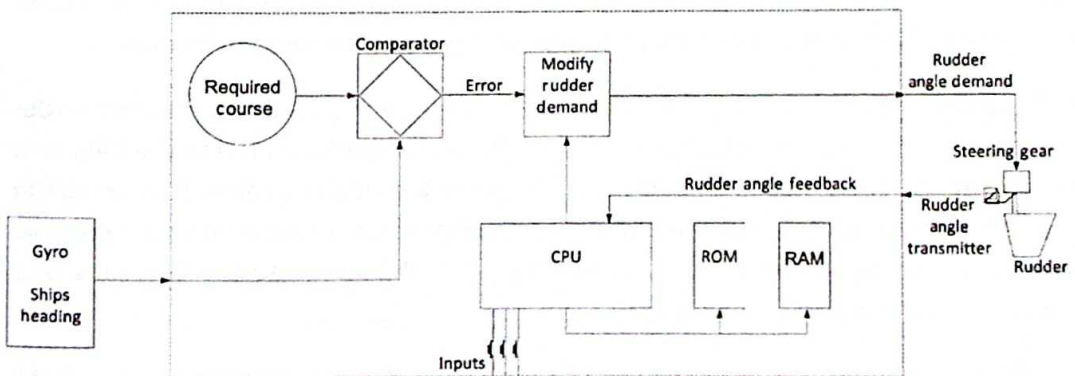 Required
course
Comparator
Error
Modify
rudder
demand
Rudder
angle demand
Steering gear
Rudder angle feedback
Rudder
angle
transmitter
Rudder
Gyro
Ships
heading
CPU
ROM
RAM
Inputs